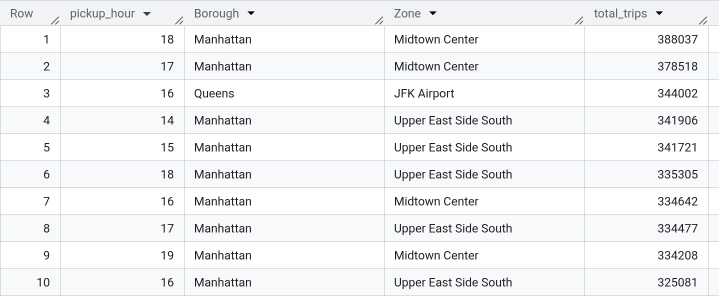 Row pickup_hour Borough Zone total_trips
1 18 Manhattan Midtown Center 388037
2 17 Manhattan Midtown Center 378518
3 16 Queens JFK Airport 344002
4 14 Manhattan Upper East Side South 341906
5 15 Manhattan Upper East Side South 341721
6 18 Manhattan Upper East Side South 335305
7 16 Manhattan Midtown Center 334642
8 17 Manhattan Upper East Side South 334477
9 19 Manhattan Midtown Center 334208
10 16 Manhattan Upper East Side South 325081